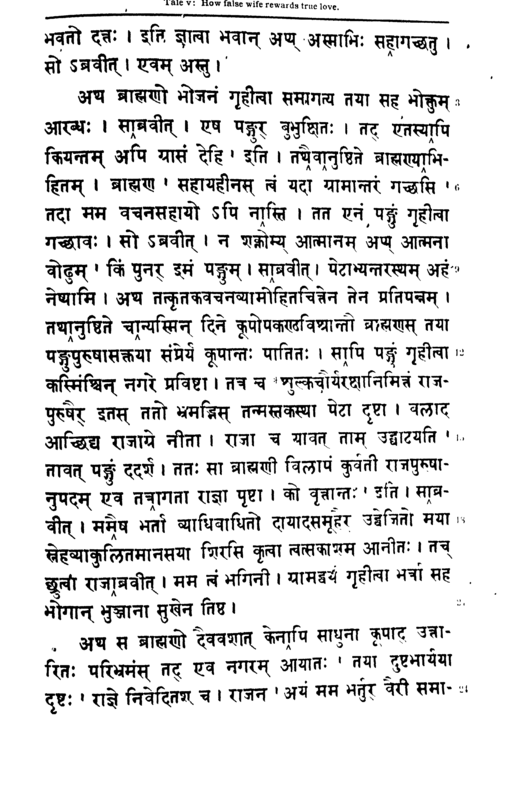 Tale v: How false wife rewards true love.
भवतो दत्तः । इति ज्ञात्वा भवान् अप्य् अस्माभिः सहागच्छतु ।
सो ऽब्रवीत् । एवम् अस्तु ।
अथ ब्राह्मणो भोजनं गृहीत्वा समागत्य तया सह भोक्तुम् 3
आरब्धः । साब्रवीत् । एष पङ्गुर् बुभुक्षितः । तद् एतस्यापि
कियन्तम् अपि ग्रासं देहि ' इति । तथैवानुष्ठिते ब्राह्मण्याभि-
हितम् । ब्राह्मण ' सहायहीनस् त्वं यदा ग्रामान्तरं गच्छसि ' 6
तदा मम वचनसहायो ऽपि नास्ति । तत एनं पङ्गुं गृहीत्वा
गच्छावः । सो ऽब्रवीत् । न शक्नोम्य् आत्मानम् अप्य् आत्मना
वोढुम् ' किं पुनर् इमं पङ्गुम् । साब्रवीत् । पेटाभ्यन्तरस्थम् अहं 9
नेष्यामि । अथ तत्कृतकवचनव्यामोहितचित्तेन तेन प्रतिपन्नम् ।
तथानुष्ठिते चान्यस्मिन् दिने कूपोपकण्ठविश्रान्तो ब्राह्मणस् तया
पङ्गुपुरुषासक्तया संप्रेर्य कूपान्तः पातितः । सापि पङ्गुं गृहीत्वा 12
कस्मिंश्चिन् नगरे प्रविष्टा । तत्र च शुल्कचौर्यरक्षानिमित्तं राज-
पुरुषैर् इतस् ततो भ्रमद्भिस् तन्मस्तकस्था पेटा दृष्टा । बलाद्
आच्छिद्य राजाग्रे नीता । राजा च यावत् ताम् उद्घाटयति ' 15
तावत् पङ्गुं ददर्श । ततः सा ब्राह्मणी विलापं कुर्वती राजपुरुषा-
नुपदम् एव तत्रागता राज्ञा पृष्टा । को वृत्तान्तः ' इति । साब्र-
वीत् । ममैष भर्ता व्याधिबाधितो दायादसमूहैर् उद्वेजितो मया 18
स्नेहव्याकुलितमानसया शिरसि कृत्वा त्वत्सकाशम आनीतः । तच्
छ्रुत्वा राजाब्रवीत् । मम त्वं भगिनी । ग्रामद्वयं गृहीत्वा भर्त्रा सह
भोगान् भुञ्जाना सुखेन तिष्ठ ।
अथ स ब्राह्मणो दैववशात् केनापि साधुना कूपाद् उत्ता-
रितः परिभ्रमंस् तद् एव नगरम् आयातः ' तया दुष्टभार्यया
दृष्टः ' राज्ञे निवेदितश् च । राजन् ' अयं मम भर्तुर् वैरी समा- 24